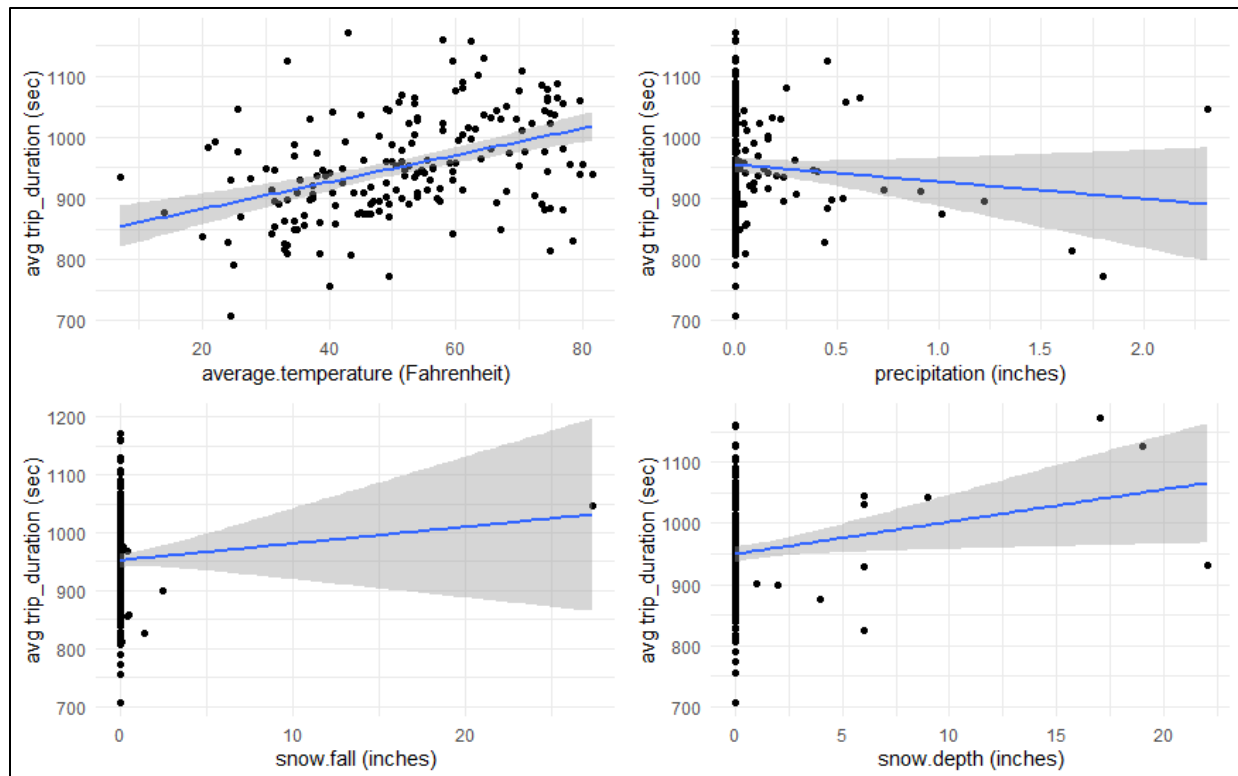 avg trip_duration (sec)
1100
1000
900
800
700
20 40 60 80
average.temperature (Fahrenheit)
avg trip_duration (sec)
1100
1000
900
800
700
0.0 0.5 1.0 1.5 2.0
precipitation (inches)
avg trip_duration (sec)
1200
1100
1000
900
800
700
0 10 20
snow.fall (inches)
avg trip_duration (sec)
1100
1000
900
800
700
0 5 10 15 20
snow.depth (inches)